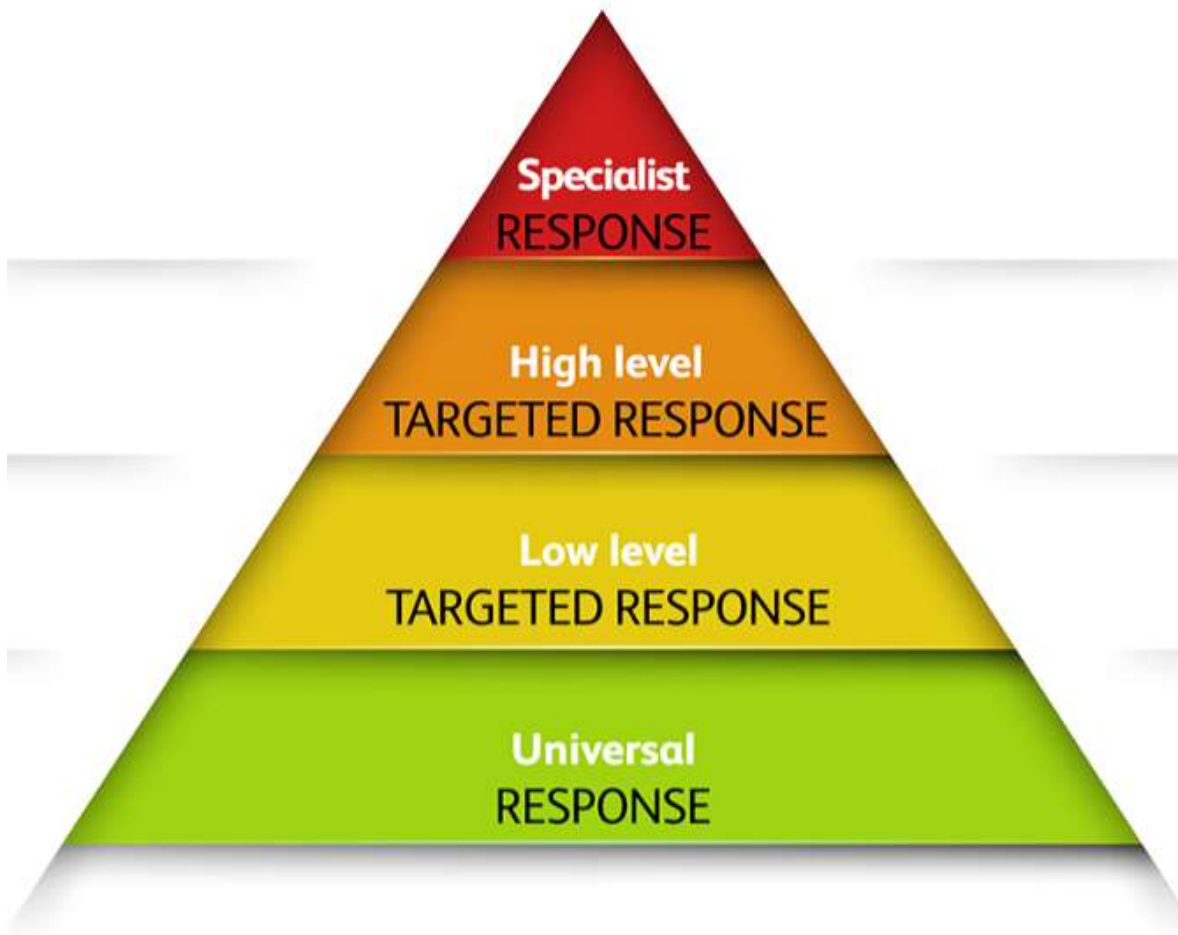 Specialist
RESPONSE
High level
TARGETED RESPONSE
Low level
TARGETED RESPONSE
Universal
RESPONSE